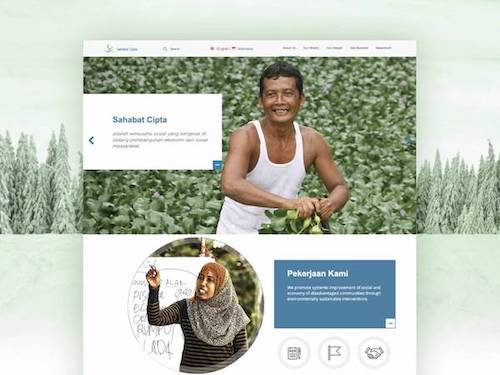 Sahabat Cipta
Search
English | Indonesia
About Us
Our Works
Our Impact
Get Involved
Newsroom
Sahabat Cipta
adalah wirausaha sosial yang bergerak di
bidang pembangunan ekonomi dan sosial
masyarakat
Pekerjaan Kami
We promote systemic improvement of social and
economy of disadvantaged communities through
environmentally sustainable interventions.